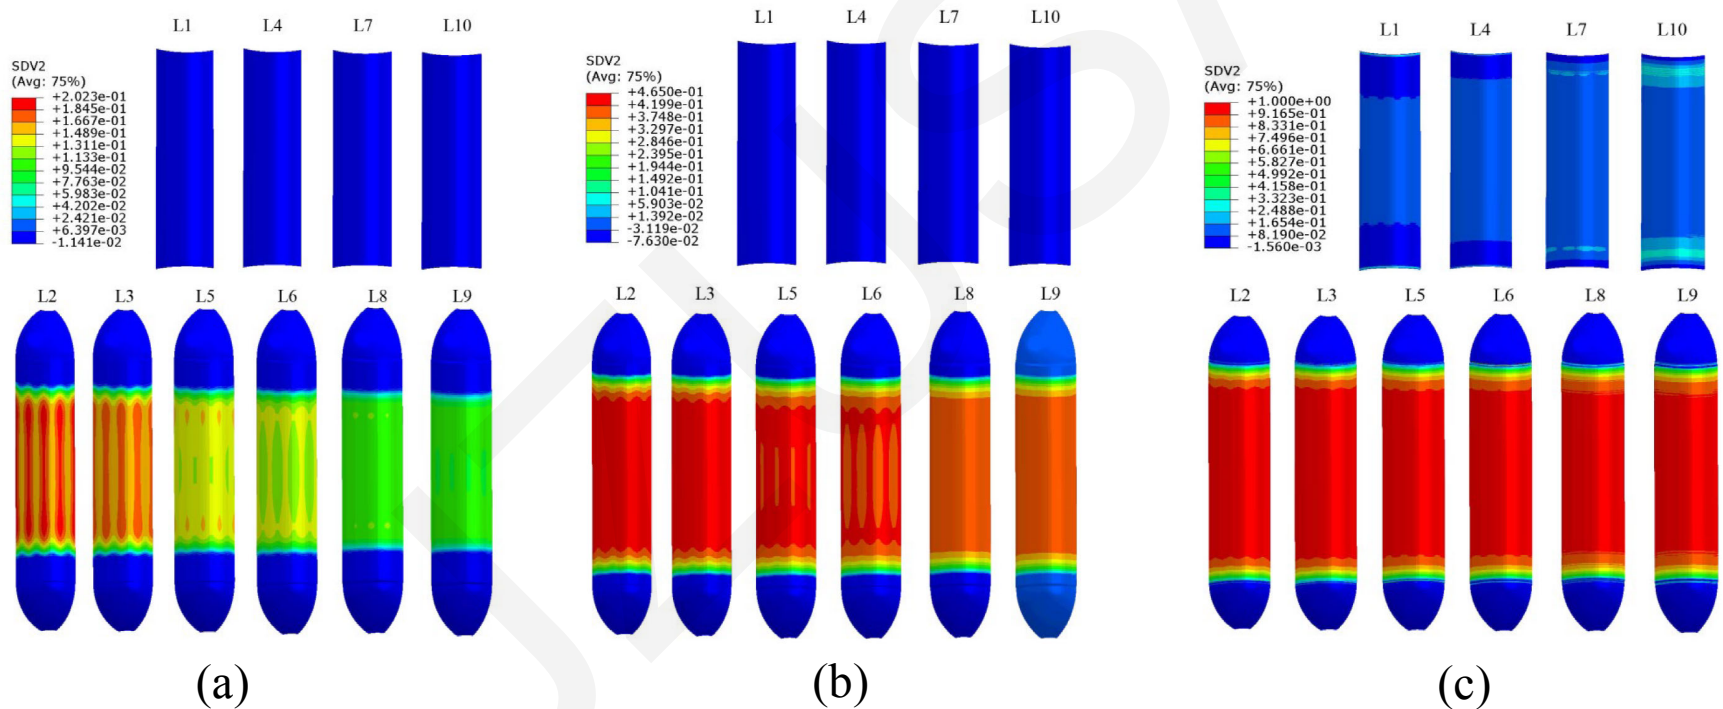 L1 L4 L7 L10
SDV2
(Avg: 75%)
+2.023e-01
+1.845e-01
+1.667e-01
+1.489e-01
+1.311e-01
+1.133e-01
+9.544e-02
+7.763e-02
+5.983e-02
+4.202e-02
+2.421e-02
+6.397e-03
-1.141e-02
L2 L3 L5 L6 L8 L9
(a)
L1 L4 L7 L10
SDV2
(Avg: 75%)
+4.650e-01
+4.199e-01
+3.748e-01
+3.297e-01
+2.846e-01
+2.395e-01
+1.944e-01
+1.492e-01
+1.041e-01
+5.903e-02
+1.392e-02
-3.119e-02
-7.630e-02
L2 L3 L5 L6 L8 L9
(b)
L1 L4 L7 L10
SDV2
(Avg: 75%)
+1.000e+00
+9.165e-01
+8.331e-01
+7.496e-01
+6.661e-01
+5.827e-01
+4.992e-01
+4.158e-01
+3.323e-01
+2.488e-01
+1.654e-01
+8.190e-02
-1.560e-03
L2 L3 L5 L6 L8 L9
(c)